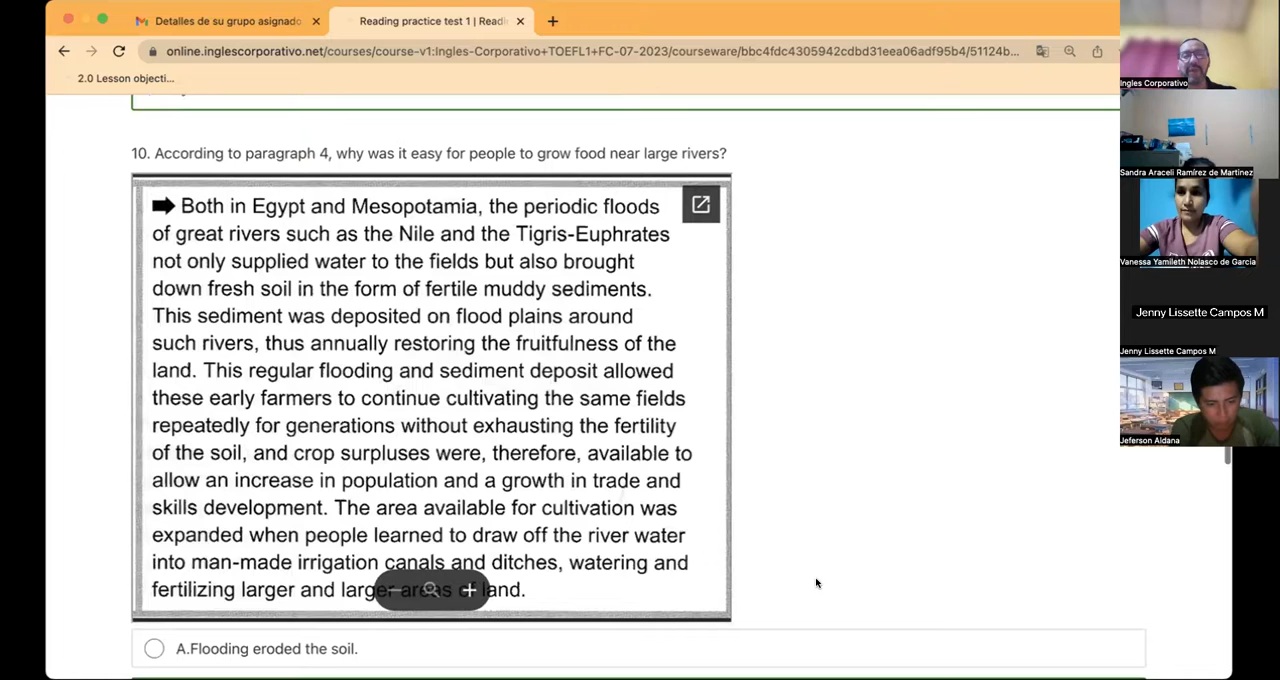 Detalles de su grupo asignado
Reading practice test 1 | Readi
online.inglescorporativo.net/courses/course-v1:Ingles-Corporativo+TOEFL1+FC-07-2023/courseware/bbc4fdc4305942cdbd31eea06adf95b4/51124b...
2.0 Lesson objecti...
10. According to paragraph 4, why was it easy for people to grow food near large rivers?
Both in Egypt and Mesopotamia, the periodic floods
of great rivers such as the Nile and the Tigris-Euphrates
not only supplied water to the fields but also brought
down fresh soil in the form of fertile muddy sediments.
This sediment was deposited on flood plains around
such rivers, thus annually restoring the fruitfulness of the
land. This regular flooding and sediment deposit allowed
these early farmers to continue cultivating the same fields
repeatedly for generations without exhausting the fertility
of the soil, and crop surpluses were, therefore, available to
allow an increase in population and a growth in trade and
skills development. The area available for cultivation was
expanded when people learned to draw off the river water
into man-made irrigation canals and ditches, watering and
fertilizing larger and larger areas of land.
A.Flooding eroded the soil.
Ingles Corporativo
Sandra Araceli Ramírez de Martinez
Vanessa Yamileth Nolasco de Garcia
Jenny Lissette Campos M
Jenny Lissette Campos M
Jeferson Aldana